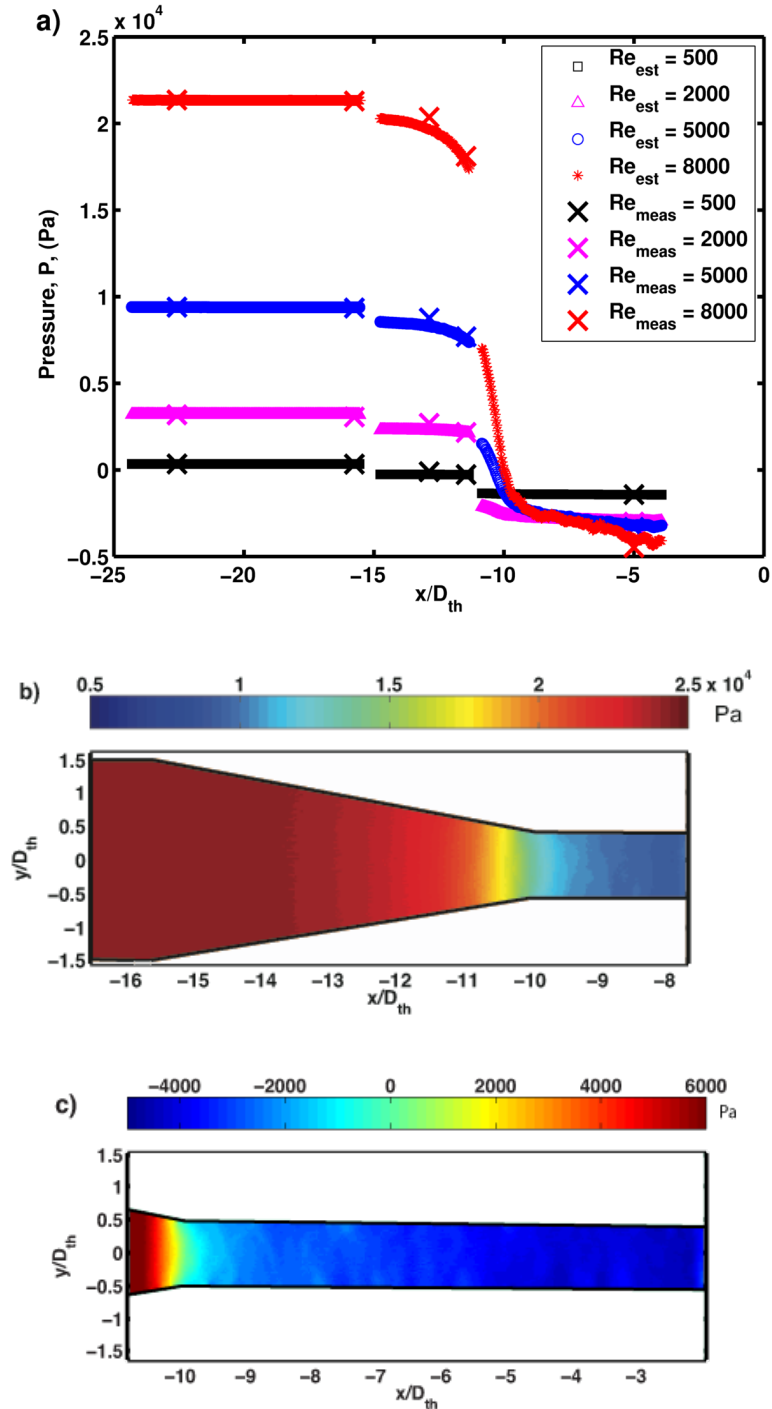 a)
x 10⁴
2.5
2
1.5
1
0.5
0
−0.5
Pressure, P, (Pa)
−25 −20 −15 −10 −5 0
x/D_th
Re_est = 500
Re_est = 2000
Re_est = 5000
Re_est = 8000
Re_meas = 500
Re_meas = 2000
Re_meas = 5000
Re_meas = 8000
b)
0.5 1 1.5 2 2.5 x 10⁴
Pa
1.5
1
0.5
0
−0.5
−1
−1.5
y/D_th
−16 −15 −14 −13 −12 −11 −10 −9 −8
x/D_th
c)
−4000 −2000 0 2000 4000 6000
Pa
1.5
1
0.5
0
−0.5
−1
−1.5
y/D_th
−10 −9 −8 −7 −6 −5 −4 −3
x/D_th